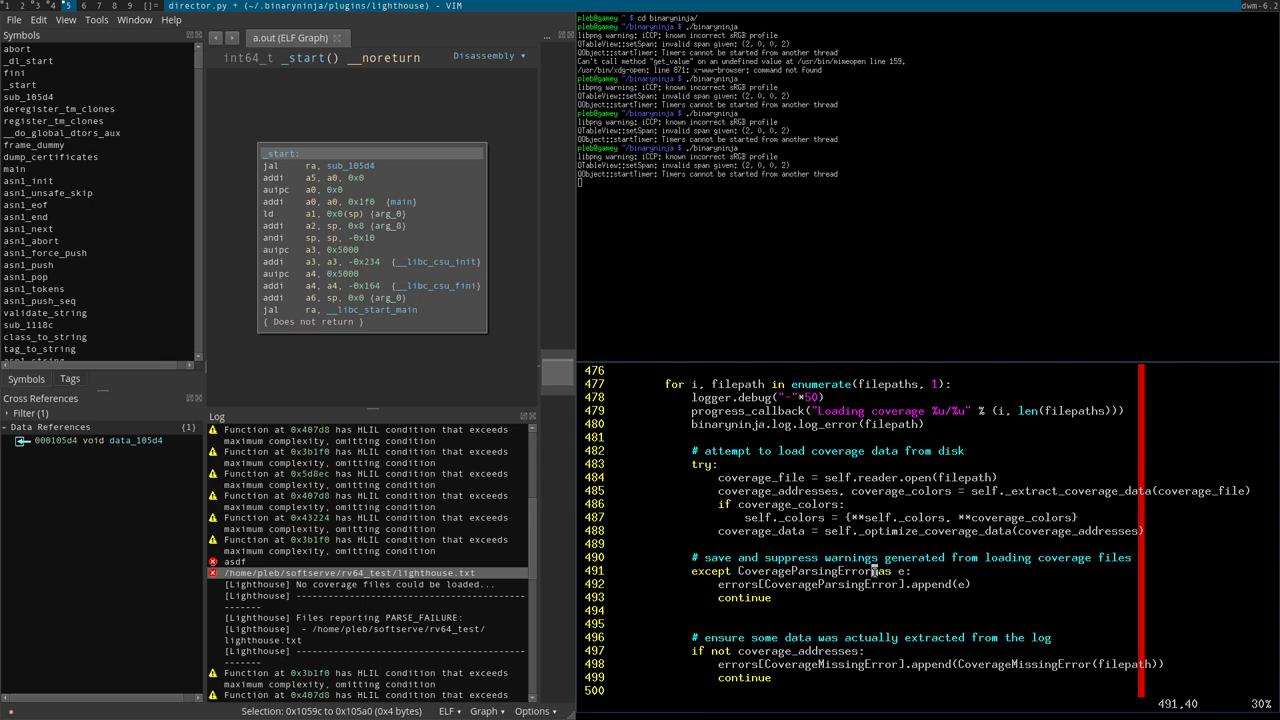 1 2 3 4 5 6 7 8 9 []= director.py + (~/.binaryninja/plugins/lighthouse) - VIM dwm-6.2
File Edit View Tools Window Help
Symbols
abort
_dl_start
fini
_start
sub_105d4
deregister_tm_clones
register_tm_clones
__do_global_dtors_aux
frame_dummy
dump_certificates
main
asn1_init
asn1_unsafe_skip
asn1_eof
asn1_end
asn1_next
asn1_abort
asn1_force_push
asn1_push
asn1_pop
asn1_tokens
asn1_push_seq
validate_string
sub_1118c
class_to_string
tag_to_string
asn1_string
Symbols Tags
Cross References
Filter (1)
Data References {1}
000105d4 void data_105d4
a.out (ELF Graph) ...
int64_t _start() __noreturn Disassembly ▾
_start:
jal ra, sub_105d4
addi a5, a0, 0x0
auipc a0, 0x0
addi a0, a0, 0x1f0 {main}
ld a1, 0x0(sp) {arg_0}
addi a2, sp, 0x8 {arg_8}
andi sp, sp, -0x10
auipc a3, 0x5000
addi a3, a3, -0x234 {__libc_csu_init}
auipc a4, 0x5000
addi a4, a4, -0x164 {__libc_csu_fini}
addi a6, sp, 0x0 {arg_0}
jal ra, __libc_start_main
{ Does not return }
Log
Function at 0x407d8 has HLIL condition that exceeds
maximum complexity, omitting condition
Function at 0x3b1f0 has HLIL condition that exceeds
maximum complexity, omitting condition
Function at 0x5d8ec has HLIL condition that exceeds
maximum complexity, omitting condition
Function at 0x407d8 has HLIL condition that exceeds
maximum complexity, omitting condition
Function at 0x43224 has HLIL condition that exceeds
maximum complexity, omitting condition
Function at 0x3b1f0 has HLIL condition that exceeds
maximum complexity, omitting condition
asdf
/home/pleb/softserve/rv64_test/lighthouse.txt
[Lighthouse] No coverage files could be loaded...
[Lighthouse] --------------------------------------------
-------
[Lighthouse] Files reporting PARSE_FAILURE:
[Lighthouse]  - /home/pleb/softserve/rv64_test/
lighthouse.txt
[Lighthouse] --------------------------------------------
-------
Function at 0x3b1f0 has HLIL condition that exceeds
maximum complexity, omitting condition
Function at 0x407d8 has HLIL condition that exceeds
Selection: 0x1059c to 0x105a0 (0x4 bytes) ELF ▾ Graph ▾ Options ▾
pleb@gamey ~ $ cd binaryninja/
pleb@gamey ~/binaryninja $ ./binaryninja
libpng warning: iCCP: known incorrect sRGB profile
QTableView::setSpan: invalid span given: (2, 0, 0, 2)
QObject::startTimer: Timers cannot be started from another thread
Can't call method "get_value" on an undefined value at /usr/bin/mimeopen line 159.
/usr/bin/xdg-open: line 871: x-www-browser: command not found
pleb@gamey ~/binaryninja $ ./binaryninja
libpng warning: iCCP: known incorrect sRGB profile
QTableView::setSpan: invalid span given: (2, 0, 0, 2)
QObject::startTimer: Timers cannot be started from another thread
pleb@gamey ~/binaryninja $ ./binaryninja
libpng warning: iCCP: known incorrect sRGB profile
QTableView::setSpan: invalid span given: (2, 0, 0, 2)
QObject::startTimer: Timers cannot be started from another thread
pleb@gamey ~/binaryninja $ ./binaryninja
libpng warning: iCCP: known incorrect sRGB profile
QTableView::setSpan: invalid span given: (2, 0, 0, 2)
QObject::startTimer: Timers cannot be started from another thread
476
477 for i, filepath in enumerate(filepaths, 1):
478 logger.debug("-"*50)
479 progress_callback("Loading coverage %u/%u" % (i, len(filepaths)))
480 binaryninja.log.log_error(filepath)
481
482 # attempt to load coverage data from disk
483 try:
484 coverage_file = self.reader.open(filepath)
485 coverage_addresses, coverage_colors = self._extract_coverage_data(coverage_file)
486 if coverage_colors:
487 self._colors = {**self._colors, **coverage_colors}
488 coverage_data = self._optimize_coverage_data(coverage_addresses)
489
490 # save and suppress warnings generated from loading coverage files
491 except CoverageParsingError as e:
492 errors[CoverageParsingError].append(e)
493 continue
494
495
496 # ensure some data was actually extracted from the log
497 if not coverage_addresses:
498 errors[CoverageMissingError].append(CoverageMissingError(filepath))
499 continue
500
491,40 30%